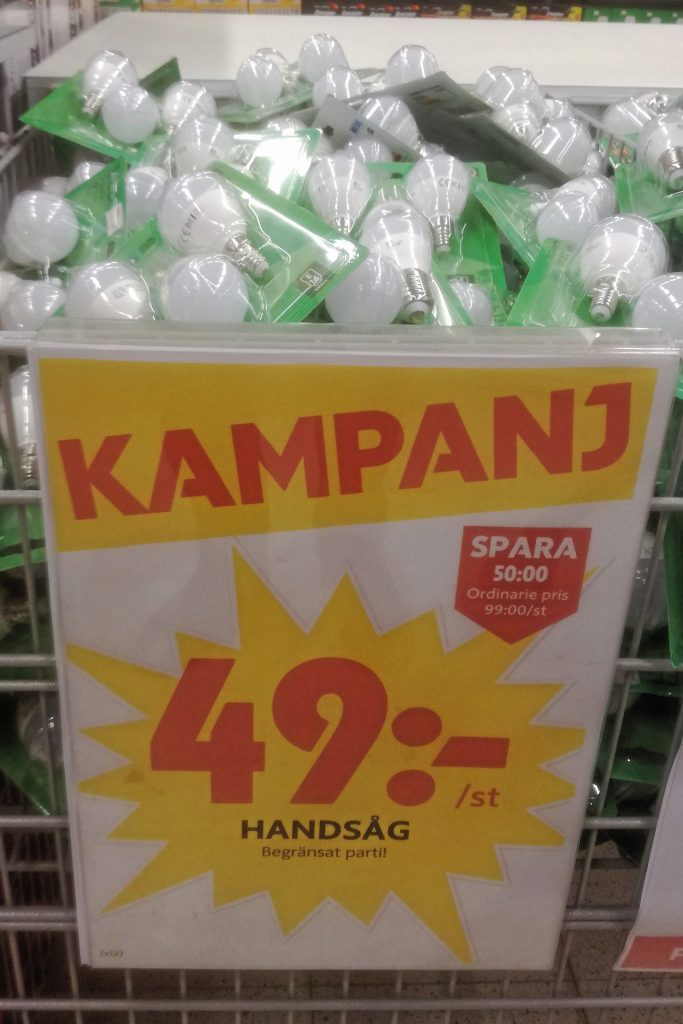 KAMPANJ
SPARA
50:00
Ordinarie pris
99:00/st
49:-
/st
HANDSÅG
Begränsat parti!